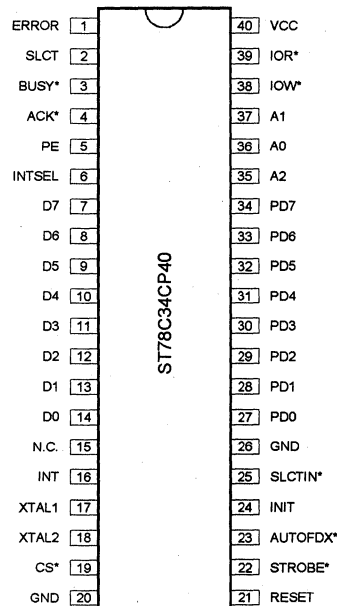 ERROR 1 40 VCC
SLCT 2 39 IOR*
BUSY* 3 38 IOW*
ACK* 4 37 A1
PE 5 36 A0
INTSEL 6 35 A2
D7 7 34 PD7
D6 8 33 PD6
D5 9 32 PD5
D4 10 31 PD4
D3 11 30 PD3
D2 12 29 PD2
D1 13 28 PD1
D0 14 27 PD0
N.C. 15 26 GND
INT 16 25 SLCTIN*
XTAL1 17 24 INIT
XTAL2 18 23 AUTOFDX*
CS* 19 22 STROBE*
GND 20 21 RESET
ST78C34CP40